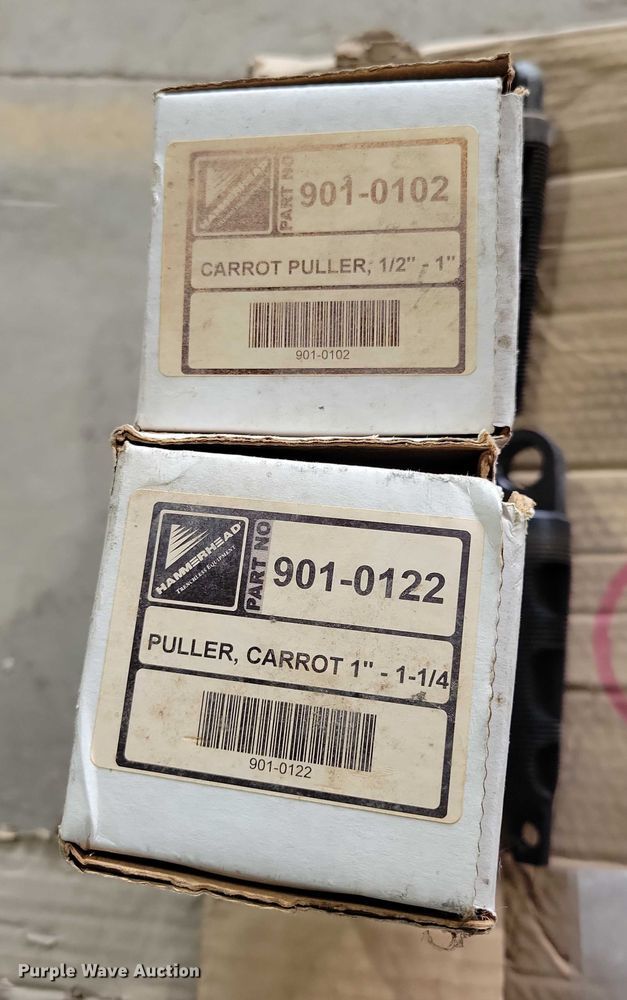 PART NO
901-0102
CARROT PULLER, 1/2" - 1"
901-0102
HAMMERHEAD
TRENCHLESS EQUIPMENT
PART NO
901-0122
PULLER, CARROT 1" - 1-1/4
901-0122
Purple Wave Auction